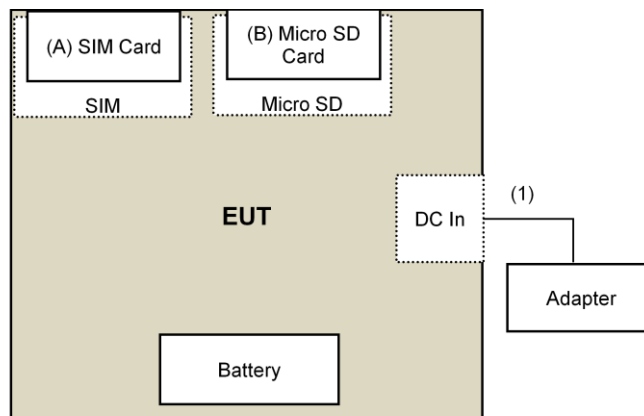 (A) SIM Card
(B) Micro SD
Card
SIM
Micro SD
(1)
EUT
DC In
Adapter
Battery